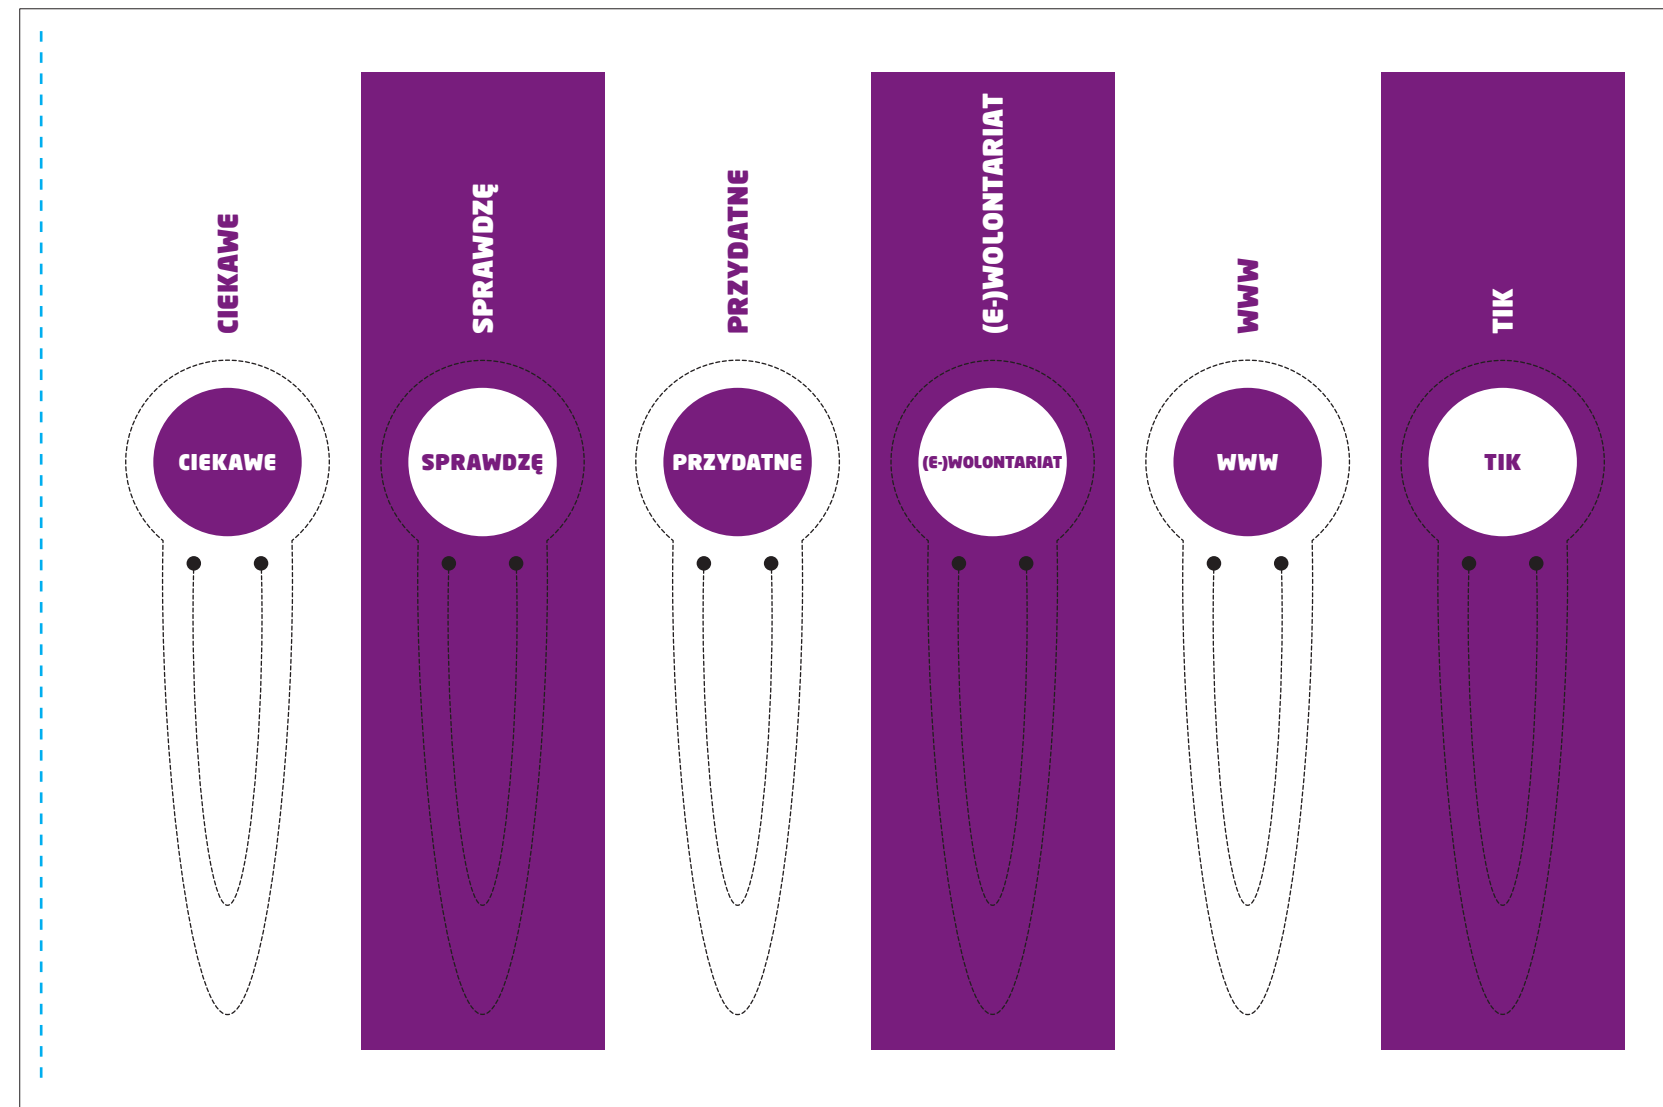 CIEKAWE
SPRAWDZĘ
PRZYDATNE
(E-)WOLONTARIAT
WWW
TIK
CIEKAWE
SPRAWDZĘ
PRZYDATNE
(E-)WOLONTARIAT
WWW
TIK